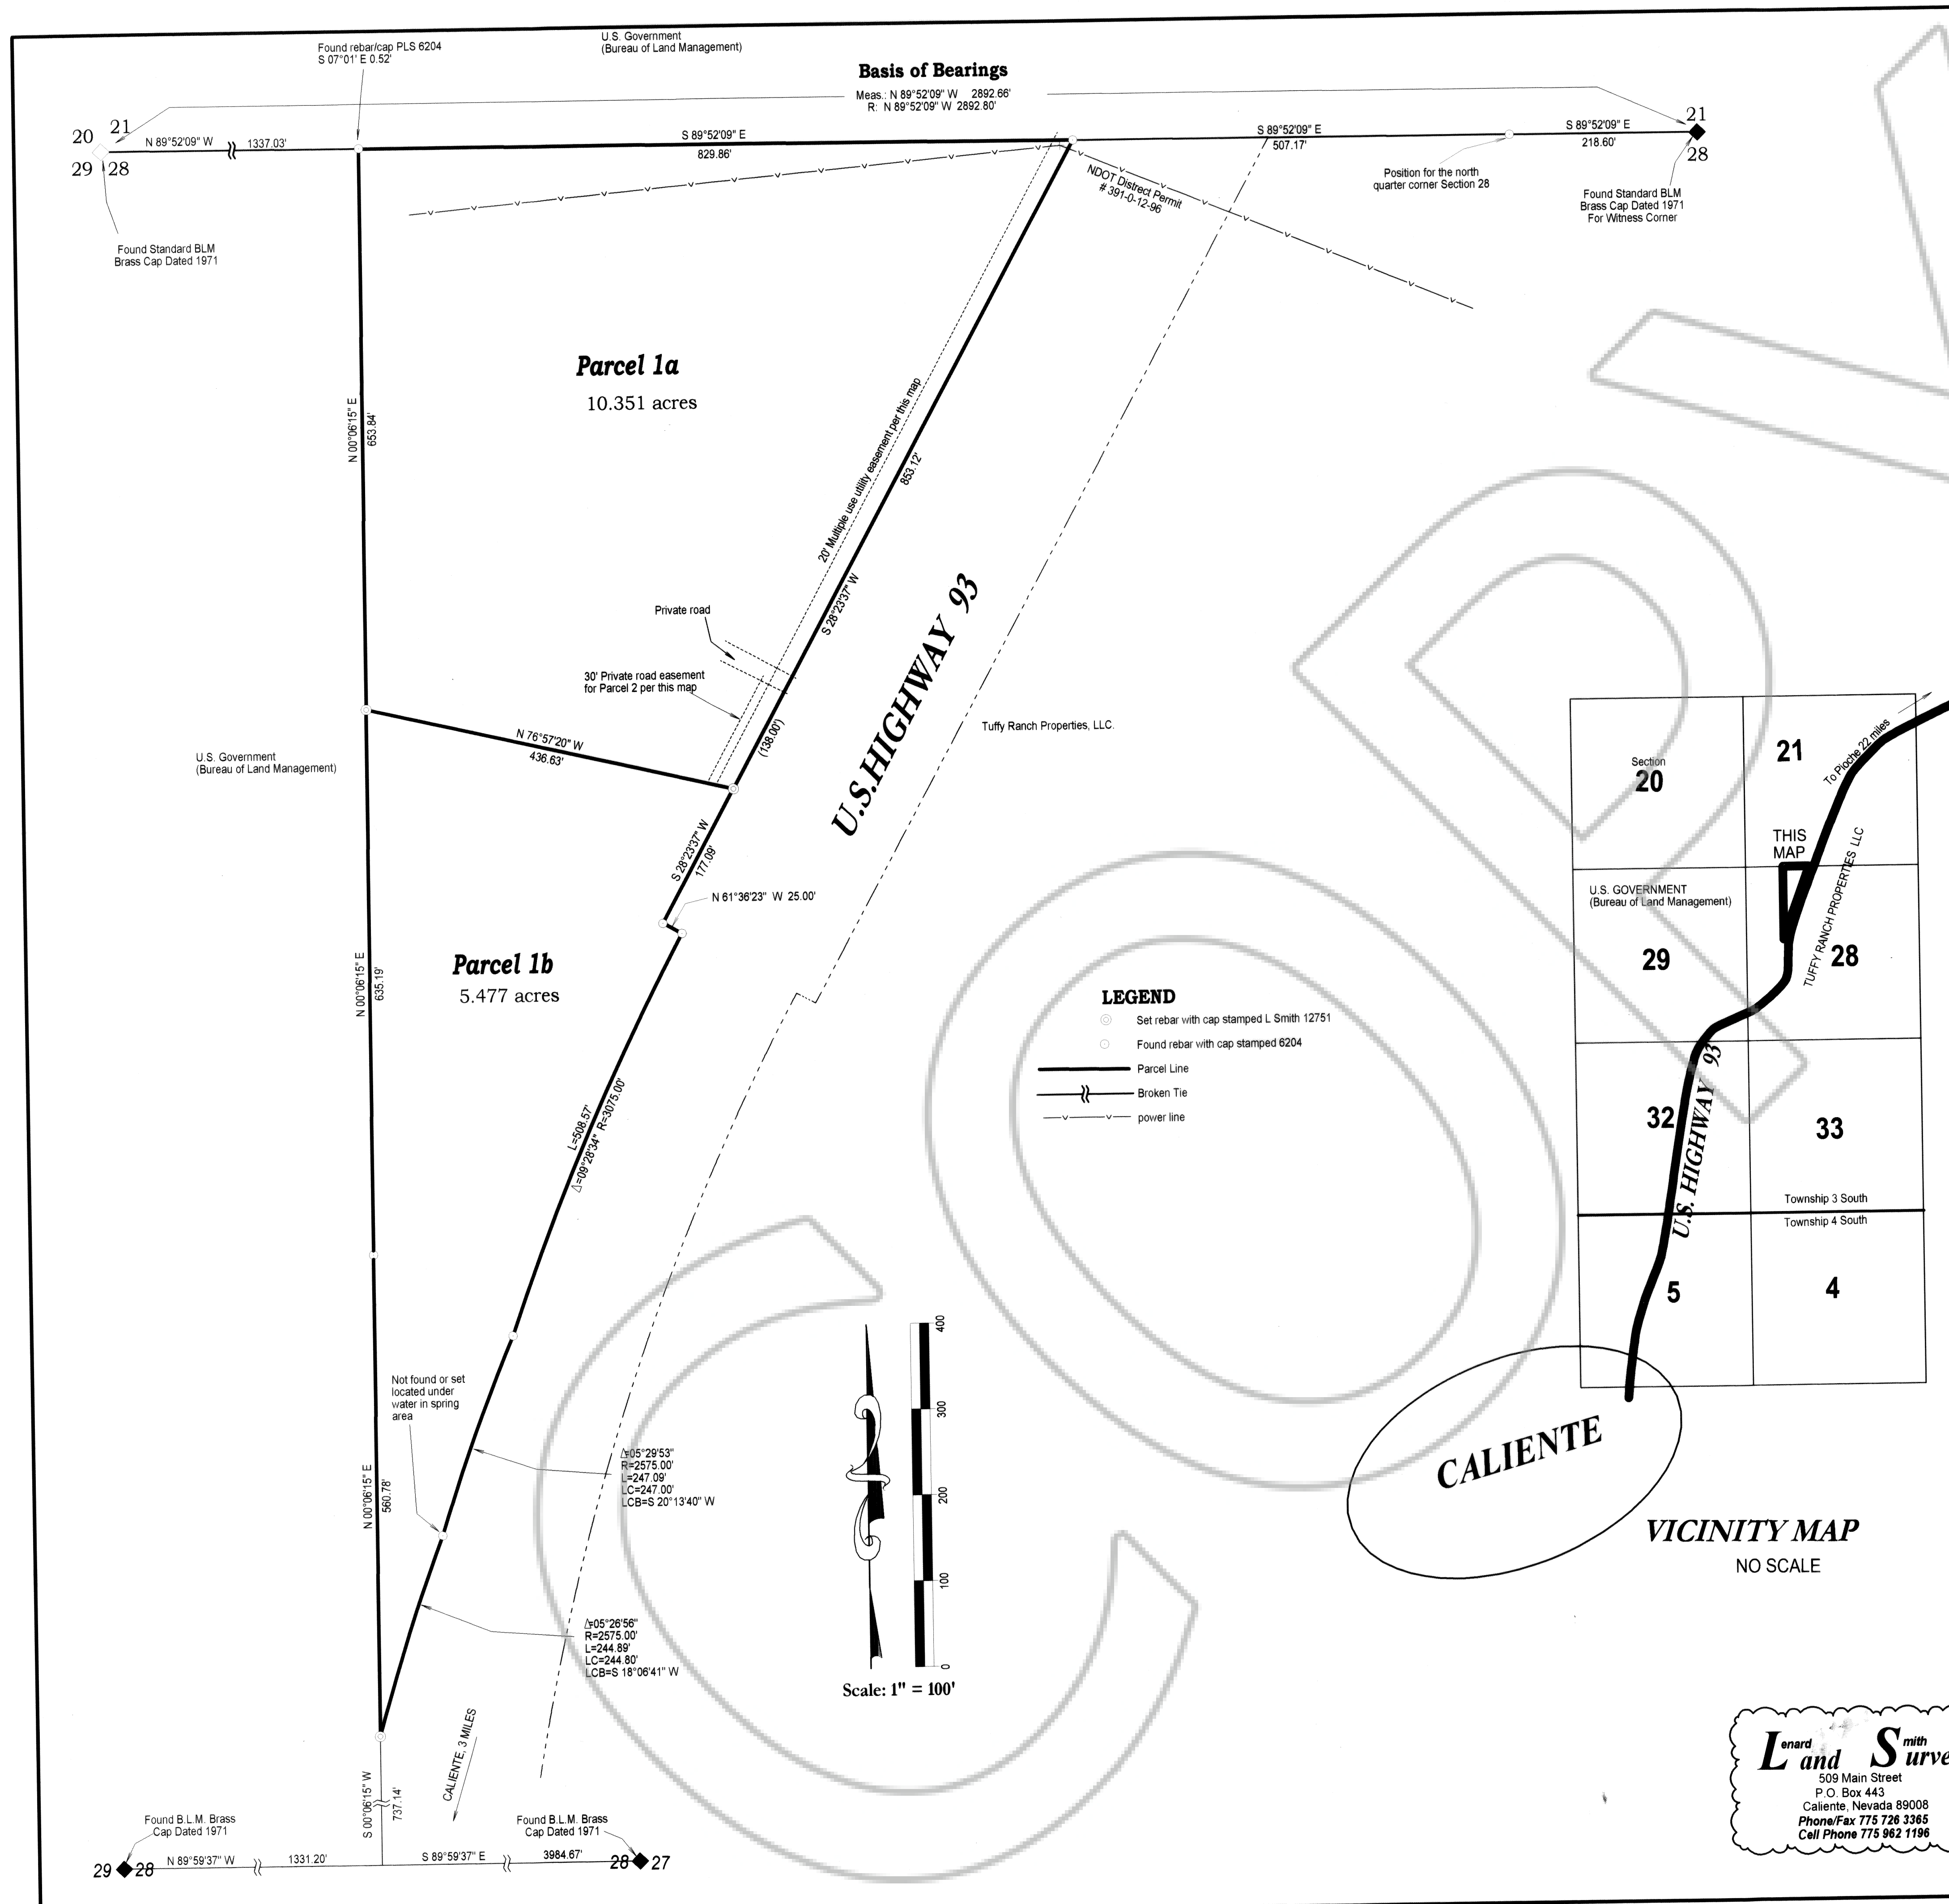 U.S. Government
(Bureau of Land Management)
Found rebar/cap PLS 6204
S 07°01' E 0.52'
Basis of Bearings
Meas.: N 89°52'09" W 2892.66'
R: N 89°52'09" W 2892.80'
20 21
29 28
N 89°52'09" W 1337.03'
S 89°52'09" E
829.86'
S 89°52'09" E
507.17'
S 89°52'09" E
218.60'
21
28
Position for the north
quarter corner Section 28
Found Standard BLM
Brass Cap Dated 1971
For Witness Corner
NDOT Distrect Permit
# 391-0-12-96
Found Standard BLM
Brass Cap Dated 1971
Parcel 1a
10.351 acres
N 00°06'15" E
653.84'
20' Multiple use utility easement per this map
853.12'
S 28°23'37" W
Private road
30' Private road easement
for Parcel 2 per this map
(138.00')
U.S.HIGHWAY 93
Tuffy Ranch Properties, LLC.
N 76°57'20" W
436.63'
U.S. Government
(Bureau of Land Management)
S 28°23'37" W
177.09'
N 61°36'23" W 25.00'
N 00°06'15" E
635.19'
Parcel 1b
5.477 acres
L=508.57'
Δ=09°28'34" R=3075.00'
LEGEND
Set rebar with cap stamped L Smith 12751
Found rebar with cap stamped 6204
Parcel Line
Broken Tie
power line
Section
20
21
To Pioche 22 miles
THIS
MAP
U.S. GOVERNMENT
(Bureau of Land Management)
TUFFY RANCH PROPERTIES LLC
29
28
32
33
U.S. HIGHWAY 93
Township 3 South
Township 4 South
5
4
CALIENTE
VICINITY MAP
NO SCALE
Not found or set
located under
water in spring
area
N 00°06'15" E
560.78'
Δ=05°29'53"
R=2575.00'
L=247.09'
LC=247.00'
LCB=S 20°13'40" W
Δ=05°26'56"
R=2575.00'
L=244.89'
LC=244.80'
LCB=S 18°06'41" W
0 100 200 300 400
Scale: 1" = 100'
CALIENTE, 3 MILES
S 00°06'15" W
737.14'
Found B.L.M. Brass
Cap Dated 1971
Found B.L.M. Brass
Cap Dated 1971
29 28
N 89°59'37" W 1331.20'
S 89°59'37" E 3984.67'
28 27
Lenard Smith
Land Surve
509 Main Street
P.O. Box 443
Caliente, Nevada 89008
Phone/Fax 775 726 3365
Cell Phone 775 962 1196
COPY